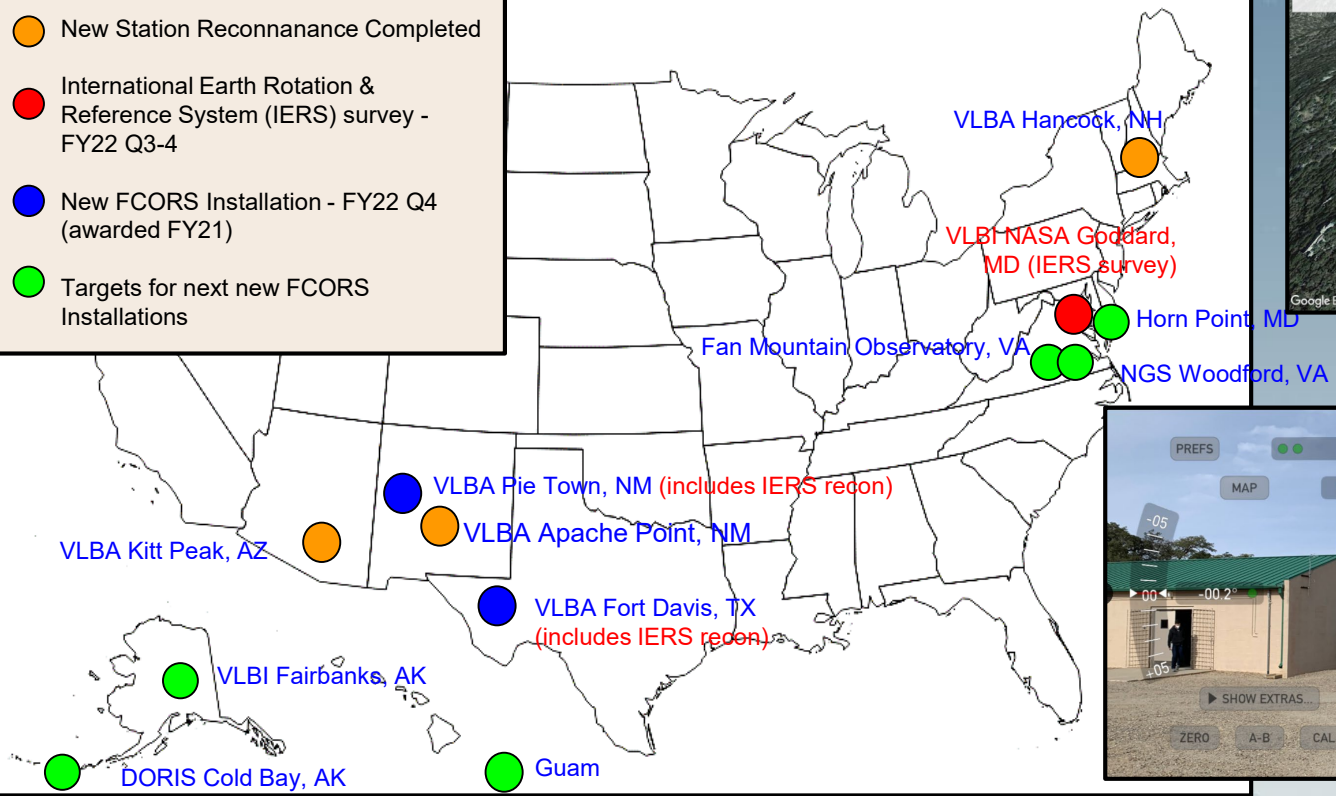 New Station Reconnanance Completed
International Earth Rotation &
Reference System (IERS) survey -
FY22 Q3-4
New FCORS Installation - FY22 Q4
(awarded FY21)
Targets for next new FCORS
Installations
VLBA Hancock, NH
VLBI NASA Goddard,
MD (IERS survey)
Horn Point, MD
Fan Mountain Observatory, VA
NGS Woodford, VA
VLBA Pie Town, NM (includes IERS recon)
VLBA Apache Point, NM
VLBA Kitt Peak, AZ
VLBA Fort Davis, TX
(includes IERS recon)
VLBI Fairbanks, AK
DORIS Cold Bay, AK
Guam
Google
PREFS
MAP
-05
00
-00.2°
+05
SHOW EXTRAS...
ZERO
A-B
CAL